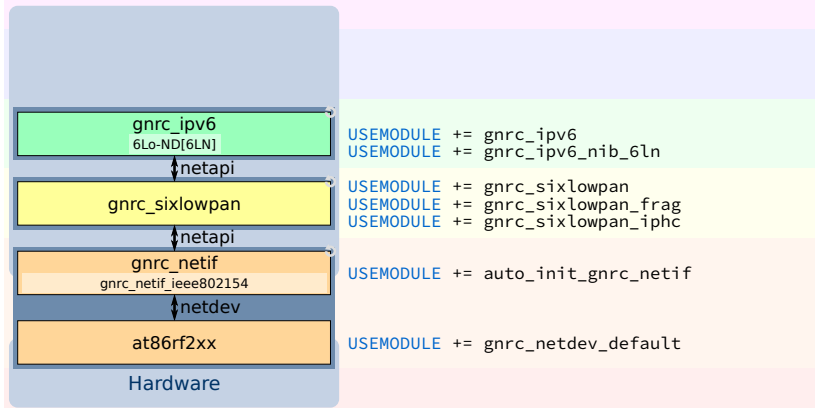 gnrc_ipv6
6Lo-ND[6LN]
USEMODULE += gnrc_ipv6
USEMODULE += gnrc_ipv6_nib_6ln
netapi
gnrc_sixlowpan
USEMODULE += gnrc_sixlowpan
USEMODULE += gnrc_sixlowpan_frag
USEMODULE += gnrc_sixlowpan_iphc
netapi
gnrc_netif
gnrc_netif_ieee802154
USEMODULE += auto_init_gnrc_netif
netdev
at86rf2xx
USEMODULE += gnrc_netdev_default
Hardware